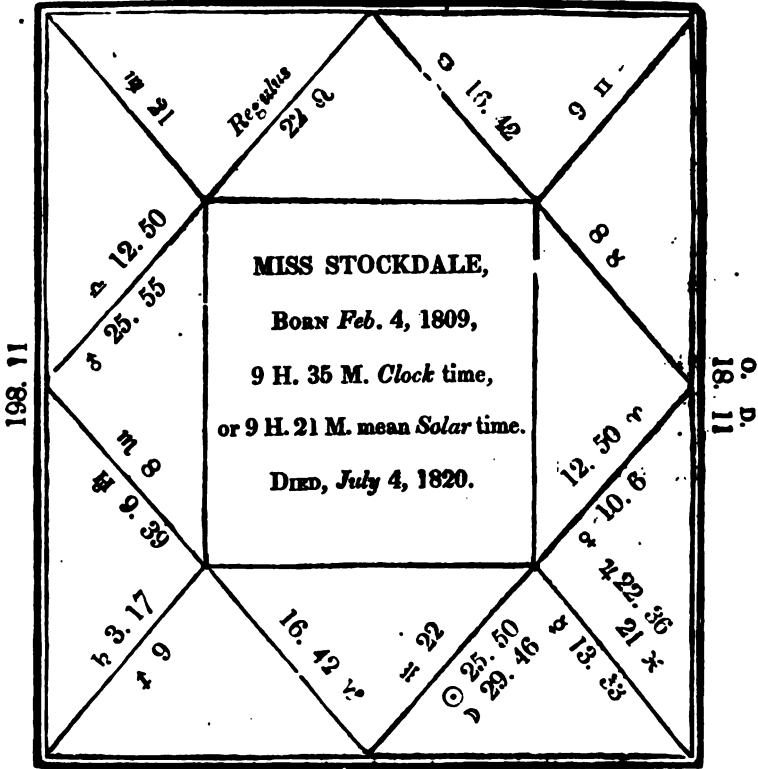 ♍ 21
Regulus
22 ♌
♋ 16. 42
9 ♊
8 ♉
♎ 12. 50
♂ 25. 55
198. 11
O. D.
18. 11
MISS STOCKDALE,
BORN Feb. 4, 1809,
9 H. 35 M. Clock time,
or 9 H. 21 M. mean Solar time.
DIED, July 4, 1820.
♏ 8
♅ 9. 39
12. 50 ♈
♀ 10. 6
♃ 22. 36
21 ♓
♄ 3. 17
♐ 9
16. 42 ♑
♒ 22
☉ 25. 50
☽ 29. 46
☿ 13.